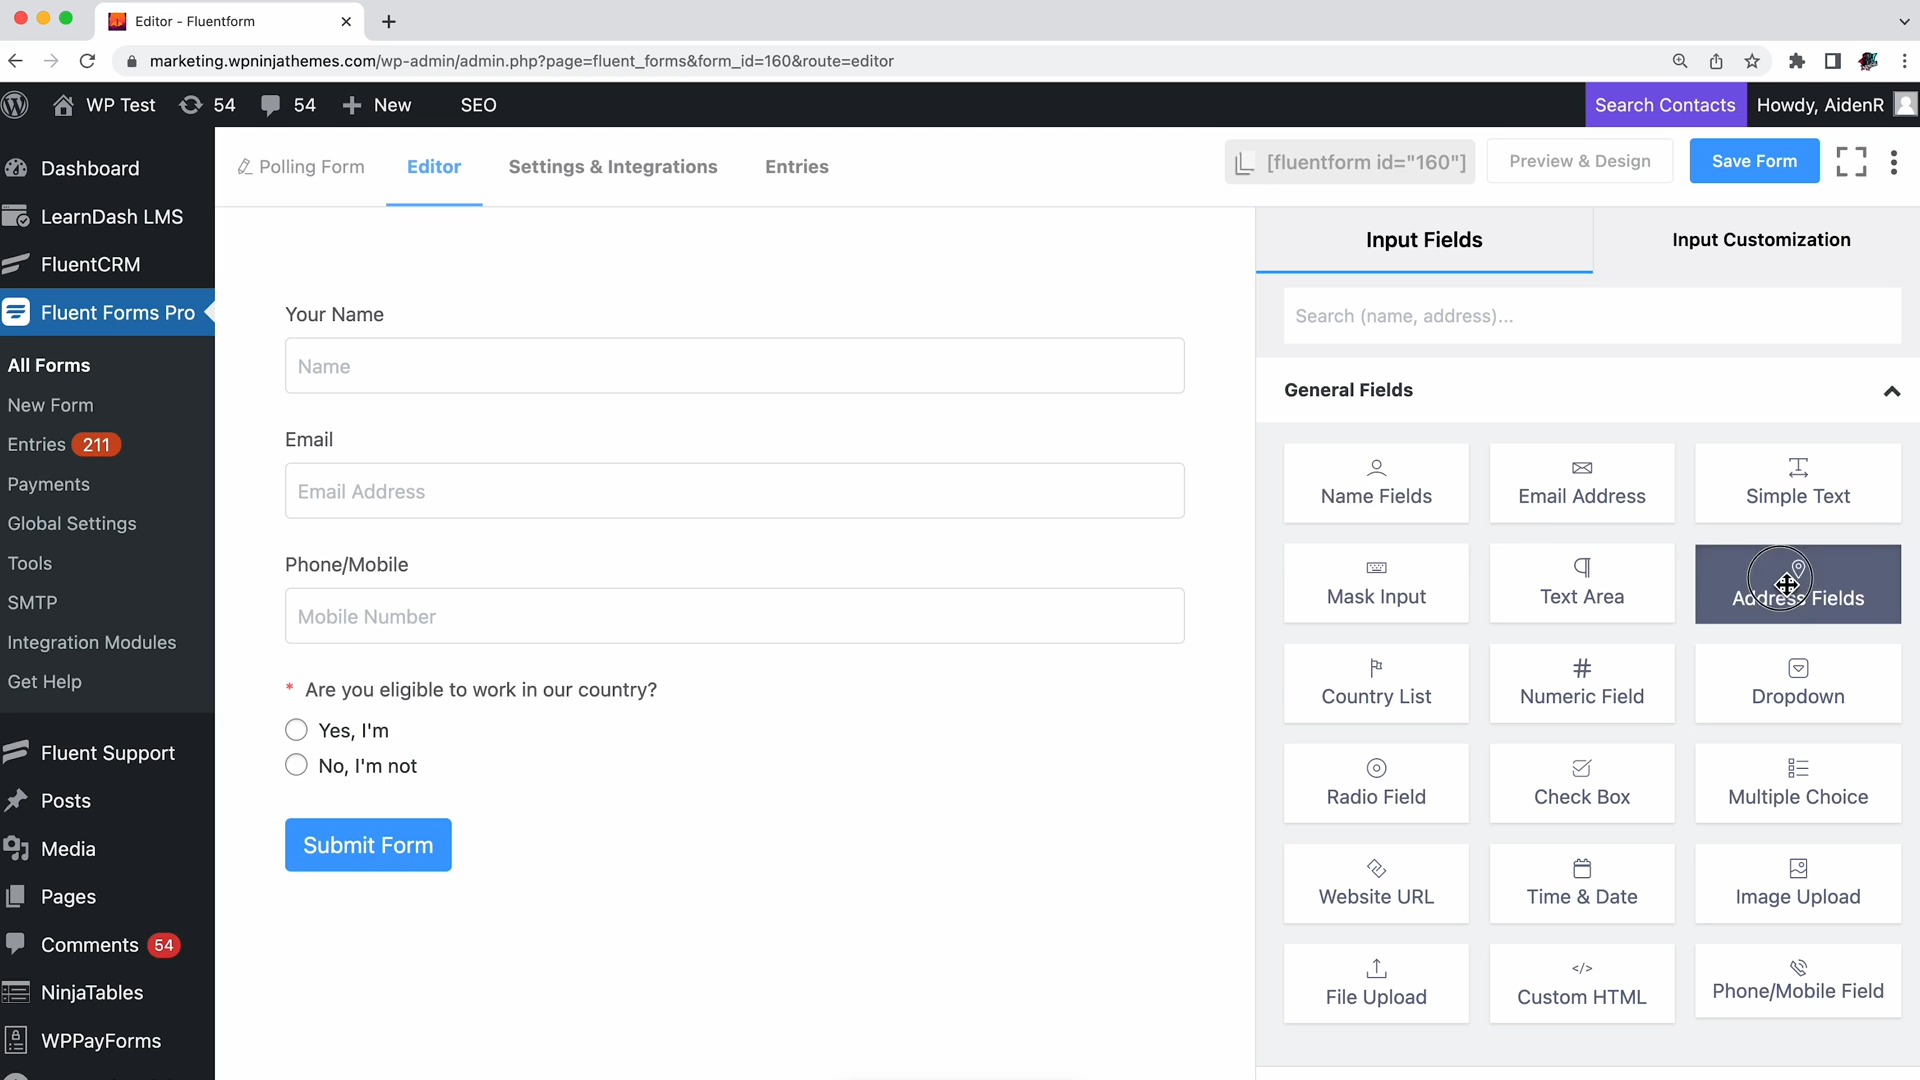 Editor - Fluentform
marketing.wpninjathemes.com/wp-admin/admin.php?page=fluent_forms&form_id=160&route=editor
WP Test
54
54
New
SEO
Search Contacts
Howdy, AidenR
Dashboard
LearnDash LMS
FluentCRM
Fluent Forms Pro
All Forms
New Form
Entries 211
Payments
Global Settings
Tools
SMTP
Integration Modules
Get Help
Fluent Support
Posts
Media
Pages
Comments 54
NinjaTables
WPPayForms
Polling Form
Editor
Settings & Integrations
Entries
[fluentform id="160"]
Preview & Design
Save Form
Your Name
Name
Email
Email Address
Phone/Mobile
Mobile Number
* Are you eligible to work in our country?
Yes, I'm
No, I'm not
Submit Form
Input Fields
Input Customization
Search (name, address)...
General Fields
Name Fields
Email Address
Simple Text
Mask Input
Text Area
Address Fields
Country List
Numeric Field
Dropdown
Radio Field
Check Box
Multiple Choice
Website URL
Time & Date
Image Upload
File Upload
Custom HTML
Phone/Mobile Field